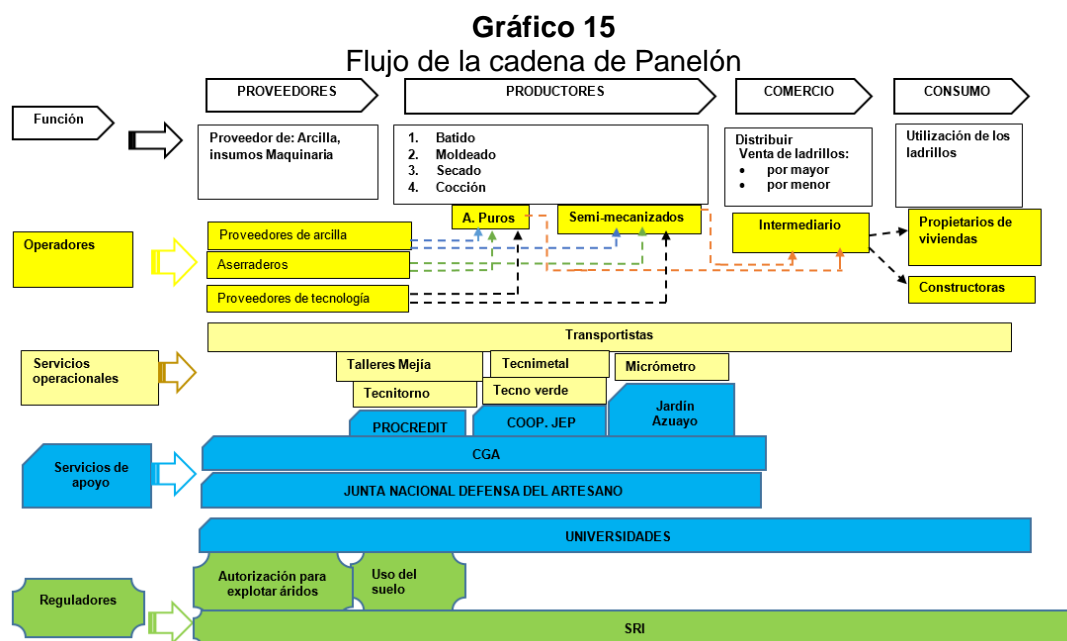 Gráfico 15
Flujo de la cadena de Panelón
Función
PROVEEDORES
PRODUCTORES
COMERCIO
CONSUMO
Proveedor de: Arcilla,
insumos Maquinaria
1. Batido
2. Moldeado
3. Secado
4. Cocción
Distribuir
Venta de ladrillos:
• por mayor
• por menor
Utilización de los
ladrillos
Operadores
Proveedores de arcilla
Aserraderos
Proveedores de tecnología
A. Puros
Semi-mecanizados
Intermediario
Propietarios de
viviendas
Constructoras
Servicios
operacionales
Transportistas
Talleres Mejía
Tecnimetal
Micrómetro
Tecnitorno
Tecno verde
Servicios de
apoyo
PROCREDIT
COOP. JEP
Jardín
Azuayo
CGA
JUNTA NACIONAL DEFENSA DEL ARTESANO
UNIVERSIDADES
Reguladores
Autorización para
explotar áridos
Uso del
suelo
SRI